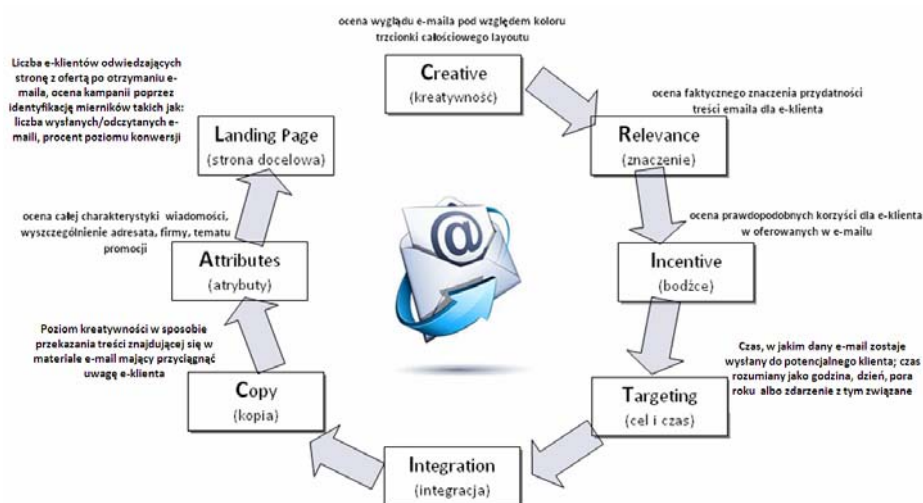 ocena wyglądu e-maila pod względem koloru
trzcionki całościowego layoutu
Creative
(kreatywność)
ocena faktycznego znaczenia przydatności
treści emaila dla e-klienta
Relevance
(znaczenie)
ocena prawdopodobnych korzyści dla e-klienta
w oferowanych w e-mailu
Incentive
(bodźce)
Czas, w jakim dany e-mail zostaje
wysłany do potencjalnego klienta; czas
rozumiany jako godzina, dzień, pora
roku albo zdarzenie z tym związane
Targeting
(cel i czas)
Integration
(integracja)
Copy
(kopia)
Poziom kreatywności w sposobie
przekazania treści znajdującej się w
materiale e-mail mający przyciągnąć
uwagę e-klienta
Attributes
(atrybuty)
ocena całej charakterystyki wiadomości,
wyszczególnienie adresata, firmy, tematu
promocji
Landing Page
(strona docelowa)
Liczba e-klientów odwiedzających
stronę z ofertą po otrzymaniu e-
maila, ocena kampanii poprzez
identyfikację mierników takich jak:
liczba wysłanych/odczytanych e-
maili, procent poziomu konwersji
@